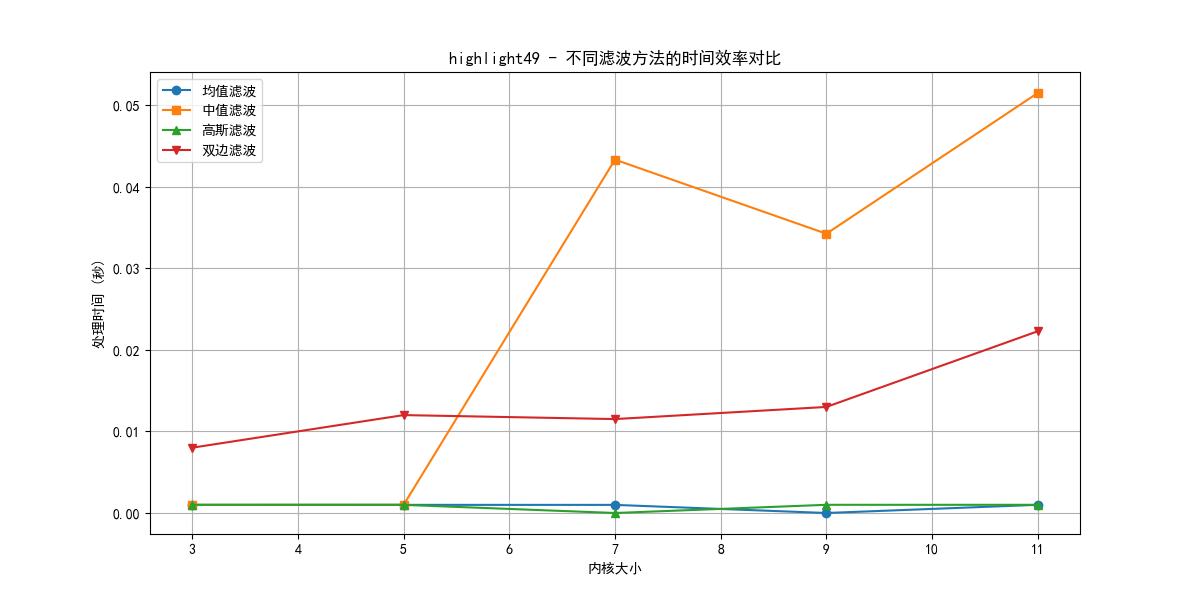 highlight49 - 不同滤波方法的时间效率对比
均值滤波
中值滤波
高斯滤波
双边滤波
0.05
0.04
0.03
0.02
0.01
0.00
处理时间 (秒)
3 4 5 6 7 8 9 10 11
内核大小